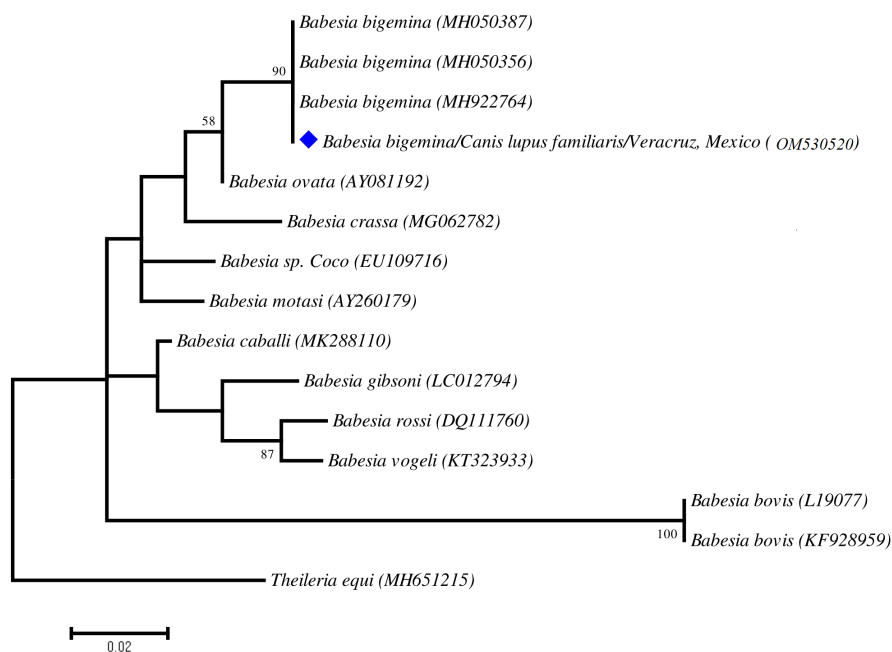 Babesia bigemina (MH050387)
Babesia bigemina (MH050356)
90
Babesia bigemina (MH922764)
58
Babesia bigemina/Canis lupus familiaris/Veracruz, Mexico ( OM530520)
Babesia ovata (AY081192)
Babesia crassa (MG062782)
Babesia sp. Coco (EU109716)
Babesia motasi (AY260179)
Babesia caballi (MK288110)
Babesia gibsoni (LC012794)
Babesia rossi (DQ111760)
87
Babesia vogeli (KT323933)
Babesia bovis (L19077)
100
Babesia bovis (KF928959)
Theileria equi (MH651215)
0.02